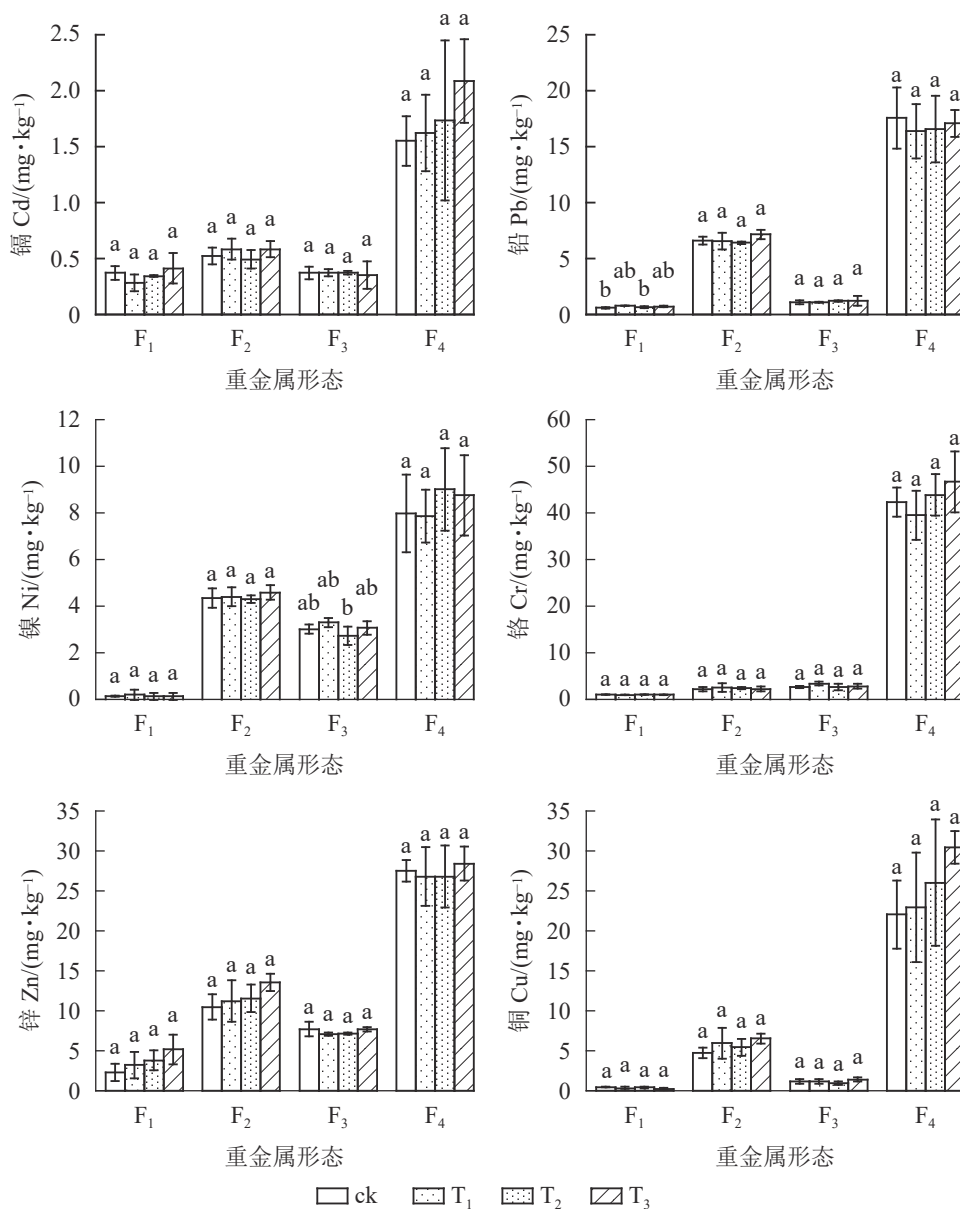 镉 Cd/(mg·kg⁻¹)
2.5
2.0
1.5
1.0
0.5
0
a a a a
a a a a
a a a a
a a a a
F₁ F₂ F₃ F₄
重金属形态
铅 Pb/(mg·kg⁻¹)
25
20
15
10
5
0
b ab b ab
a a a a
a a a a
a a a a
F₁ F₂ F₃ F₄
重金属形态
镍 Ni/(mg·kg⁻¹)
12
10
8
6
4
2
0
a a a a
a a a a
ab ab b ab
a a a a
F₁ F₂ F₃ F₄
重金属形态
铬 Cr/(mg·kg⁻¹)
60
50
40
30
20
10
0
a a a a
a a a a
a a a a
a a a a
F₁ F₂ F₃ F₄
重金属形态
锌 Zn/(mg·kg⁻¹)
35
30
25
20
15
10
5
0
a a a a
a a a a
a a a a
a a a a
F₁ F₂ F₃ F₄
重金属形态
铜 Cu/(mg·kg⁻¹)
35
30
25
20
15
10
5
0
a a a a
a a a a
a a a a
a a a a
F₁ F₂ F₃ F₄
重金属形态
ck T₁ T₂ T₃